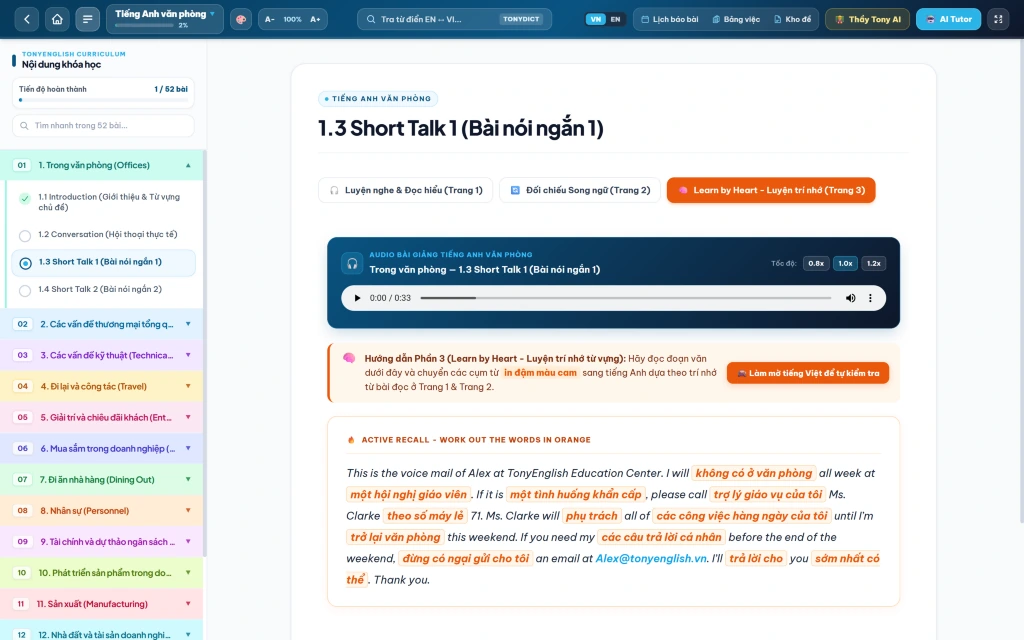 Tiếng Anh văn phòng ▼
2%
A- 100% A+
Tra từ điển EN ↔ VI... TONYDICT
VN EN
Lịch báo bài
Bảng việc
Kho đề
Thầy Tony AI
AI Tutor
TONYENGLISH CURRICULUM
Nội dung khóa học
Tiến độ hoàn thành 1 / 52 bài
Tìm nhanh trong 52 bài...
01 1. Trong văn phòng (Offices) ▲
1.1 Introduction (Giới thiệu & Từ vựng
chủ đề)
1.2 Conversation (Hội thoại thực tế)
1.3 Short Talk 1 (Bài nói ngắn 1)
1.4 Short Talk 2 (Bài nói ngắn 2)
02 2. Các vấn đề thương mại tổng q... ▼
03 3. Các vấn đề kỹ thuật (Technica... ▼
04 4. Đi lại và công tác (Travel) ▼
05 5. Giải trí và chiêu đãi khách (Ent... ▼
06 6. Mua sắm trong doanh nghiệp (... ▼
07 7. Đi ăn nhà hàng (Dining Out) ▼
08 8. Nhân sự (Personnel) ▼
09 9. Tài chính và dự thảo ngân sách ... ▼
10 10. Phát triển sản phẩm trong do... ▼
11 11. Sản xuất (Manufacturing) ▼
12 12. Nhà đất và tài sản doanh nghi... ▼
TIẾNG ANH VĂN PHÒNG
1.3 Short Talk 1 (Bài nói ngắn 1)
Luyện nghe & Đọc hiểu (Trang 1)
Đối chiếu Song ngữ (Trang 2)
Learn by Heart - Luyện trí nhớ (Trang 3)
AUDIO BÀI GIẢNG TIẾNG ANH VĂN PHÒNG
Trong văn phòng — 1.3 Short Talk 1 (Bài nói ngắn 1)
Tốc độ: 0.8x 1.0x 1.2x
0:00 / 0:33
Hướng dẫn Phần 3 (Learn by Heart - Luyện trí nhớ từ vựng): Hãy đọc đoạn văn
dưới đây và chuyển các cụm từ in đậm màu cam sang tiếng Anh dựa theo trí nhớ
từ bài đọc ở Trang 1 & Trang 2.
Làm mờ tiếng Việt để tự kiểm tra
ACTIVE RECALL - WORK OUT THE WORDS IN ORANGE
This is the voice mail of Alex at TonyEnglish Education Center. I will không có ở văn phòng all week at
một hội nghị giáo viên . If it is một tình huống khẩn cấp , please call trợ lý giáo vụ của tôi Ms.
Clarke theo số máy lẻ 71. Ms. Clarke will phụ trách all of các công việc hàng ngày của tôi until I'm
trở lại văn phòng this weekend. If you need my các câu trả lời cá nhân before the end of the
weekend, đừng có ngại gửi cho tôi an email at Alex@tonyenglish.vn. I'll trả lời cho you sớm nhất có
thể . Thank you.